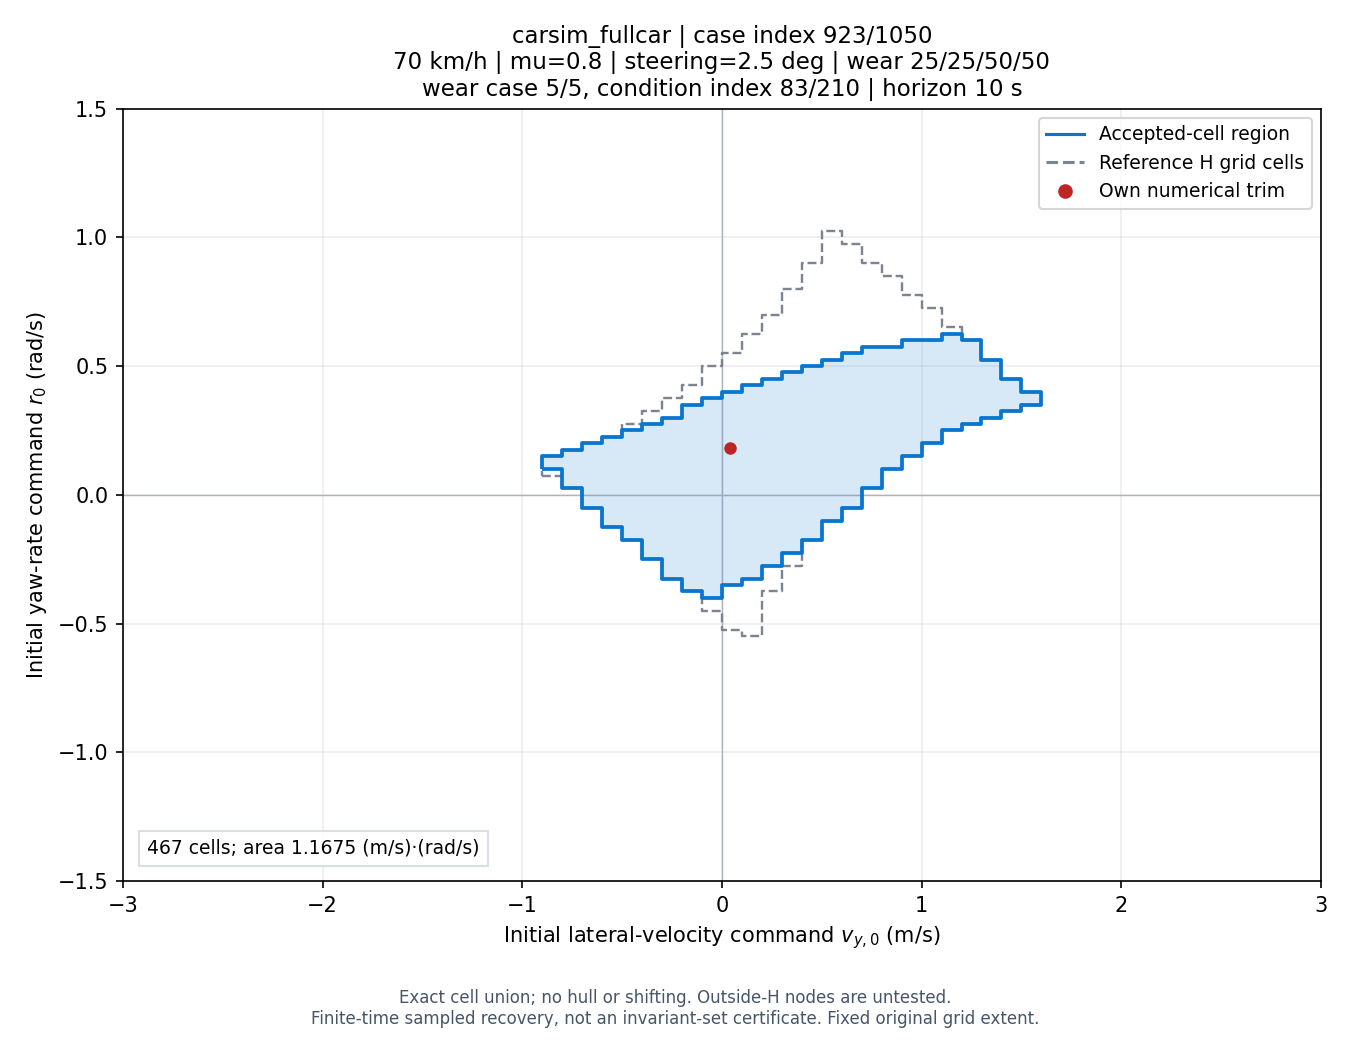 carsim_fullcar | case index 923/1050
70 km/h | mu=0.8 | steering=2.5 deg | wear 25/25/50/50
wear case 5/5, condition index 83/210 | horizon 10 s
Accepted-cell region
Reference H grid cells
Own numerical trim
1.5
1.0
0.5
0.0
−0.5
−1.0
−1.5
Initial yaw-rate command r0 (rad/s)
467 cells; area 1.1675 (m/s)·(rad/s)
−3
−2
−1
0
1
2
3
Initial lateral-velocity command vy,0 (m/s)
Exact cell union; no hull or shifting. Outside-H nodes are untested.
Finite-time sampled recovery, not an invariant-set certificate. Fixed original grid extent.